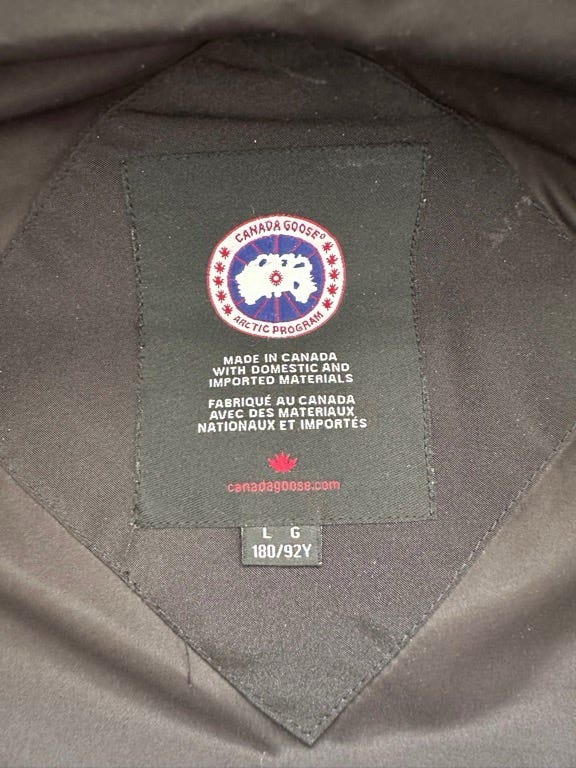 CANADA GOOSE®
ARCTIC PROGRAM
MADE IN CANADA
WITH DOMESTIC AND
IMPORTED MATERIALS
FABRIQUÉ AU CANADA
AVEC DES MATERIAUX
NATIONAUX ET IMPORTÉS
canadagoose.com
L G
180/92Y